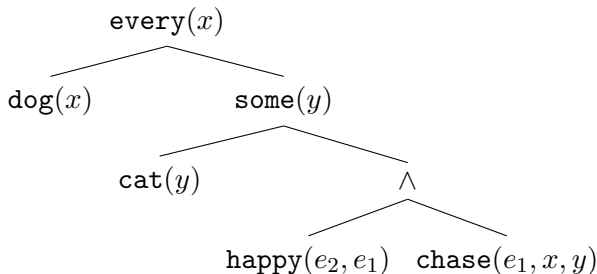 every(x)
dog(x) some(y)
cat(y) ∧
happy(e₂, e₁) chase(e₁, x, y)